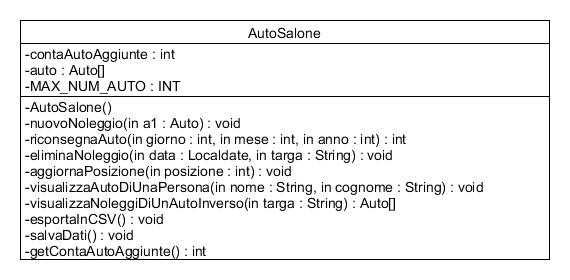 AutoSalone
-contaAutoAggiunte : int
-auto : Auto[]
-MAX_NUM_AUTO : INT
-AutoSalone()
-nuovoNoleggio(in a1 : Auto) : void
-riconsegnaAuto(in giorno : int, in mese : int, in anno : int) : int
-eliminaNoleggio(in data : Localdate, in targa : String) : void
-aggiornaPosizione(in posizione : int) : void
-visualizzaAutoDiUnaPersona(in nome : String, in cognome : String) : void
-visualizzaNoleggiDiUnAutoInverso(in targa : String) : Auto[]
-esportaInCSV() : void
-salvaDati() : void
-getContaAutoAggiunte() : int